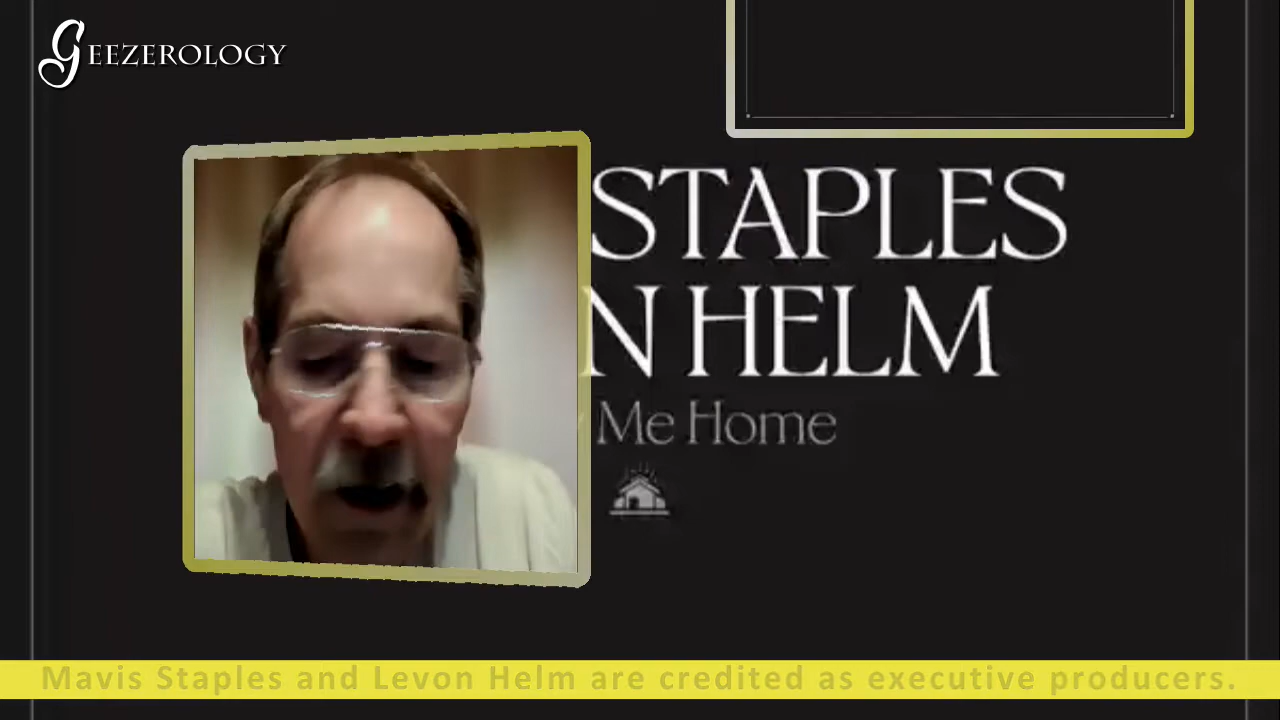 GEEZEROLOGY
STAPLES
N HELM
Me Home
Mavis Staples and Levon Helm are credited as executive producers.